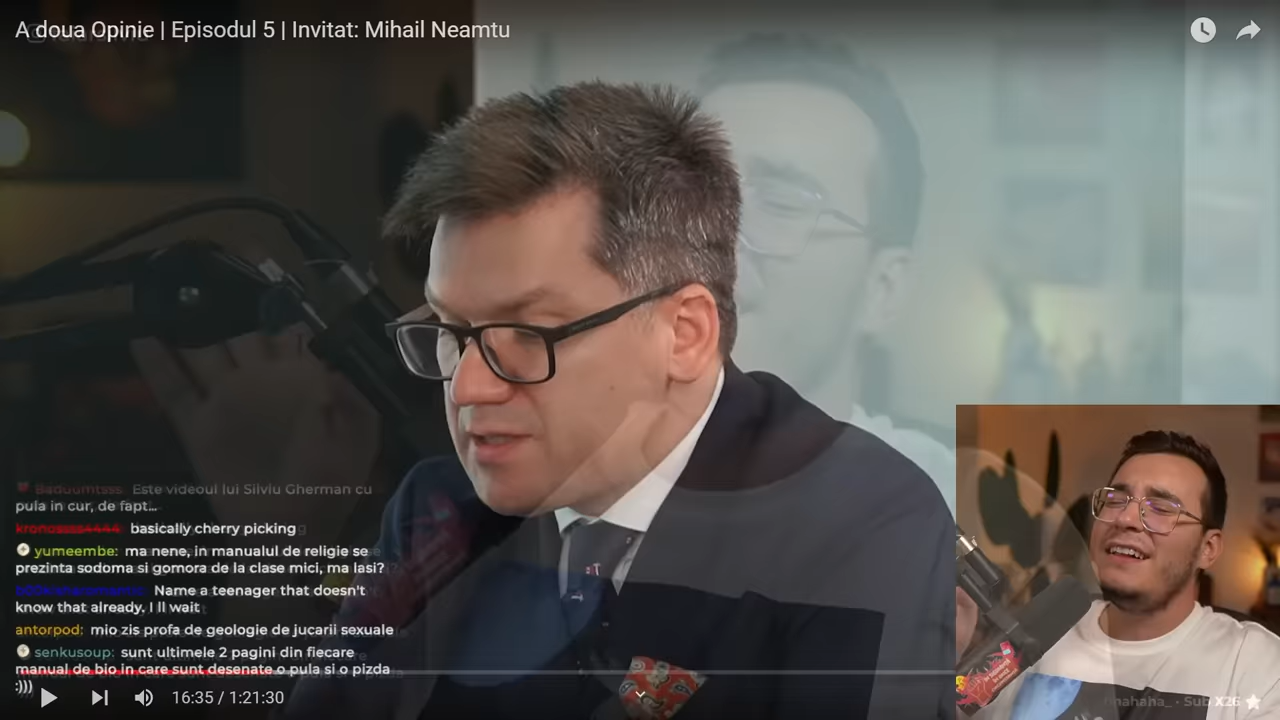 A doua Opinie | Episodul 5 | Invitat: Mihail Neamtu
Baduumtsss: Este videoul lui Silviu Gherman cu
pula in cur, de fapt...
kronossss4444: basically cherry picking
yumeembe: ma nene, in manualul de religie se
prezinta sodoma si gomora de la clase mici, ma lasi?
Name a teenager that doesn't
know that already, I ll wait
antorpod: mio zis profa de geologie de jucarii sexuale
senkusoup: sunt ultimele 2 pagini din fiecare
manual de bio in care sunt desenate o pula si o pizda
:)))
16:35 / 1:21:30
Sub X26